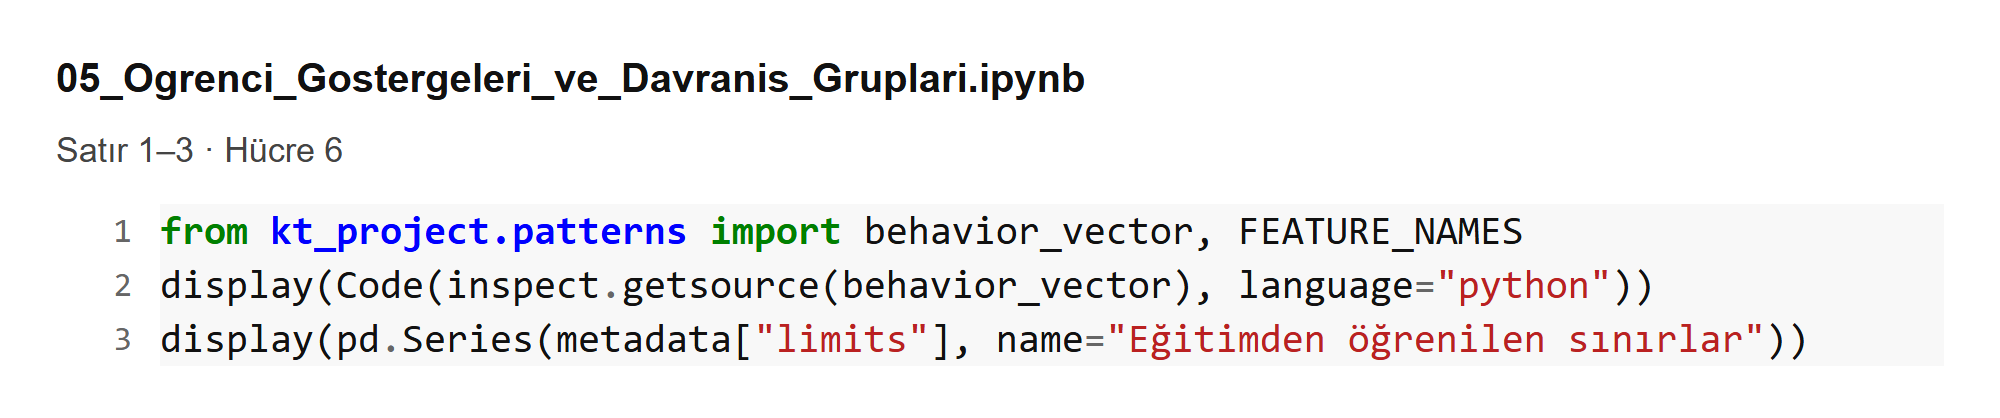 05_Ogrenci_Gostergeleri_ve_Davranis_Gruplari.ipynb
Satır 1–3 · Hücre 6
1 from kt_project.patterns import behavior_vector, FEATURE_NAMES
2 display(Code(inspect.getsource(behavior_vector), language="python"))
3 display(pd.Series(metadata["limits"], name="Eğitimden öğrenilen sınırlar"))